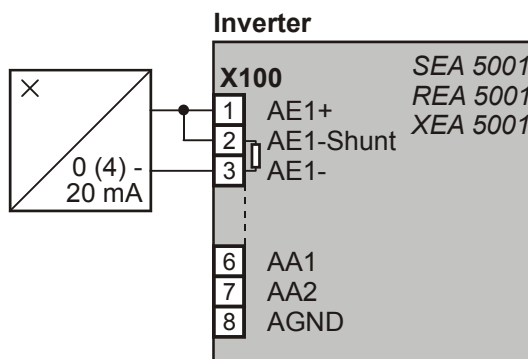 Inverter
X100
SEA 5001
REA 5001
XEA 5001
0 (4) -
20 mA
1 AE1+
2 AE1-Shunt
3 AE1-
6 AA1
7 AA2
8 AGND